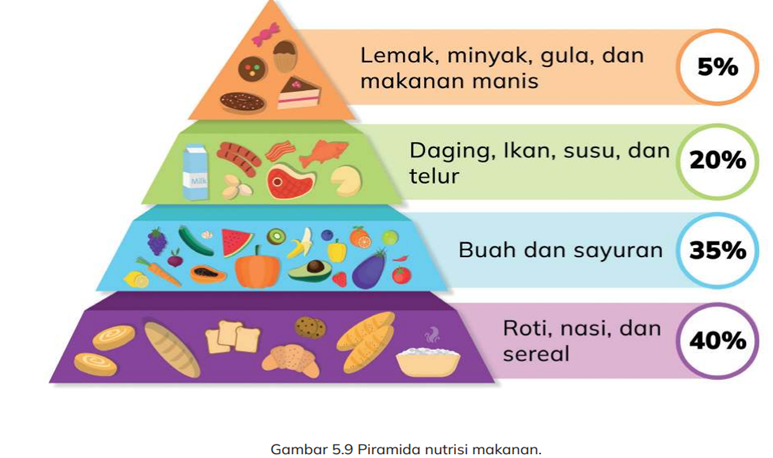 Lemak, minyak, gula, dan
makanan manis
5%
Daging, Ikan, susu, dan
telur
20%
Milk
Buah dan sayuran
35%
Roti, nasi, dan
sereal
40%
Gambar 5.9 Piramida nutrisi makanan.